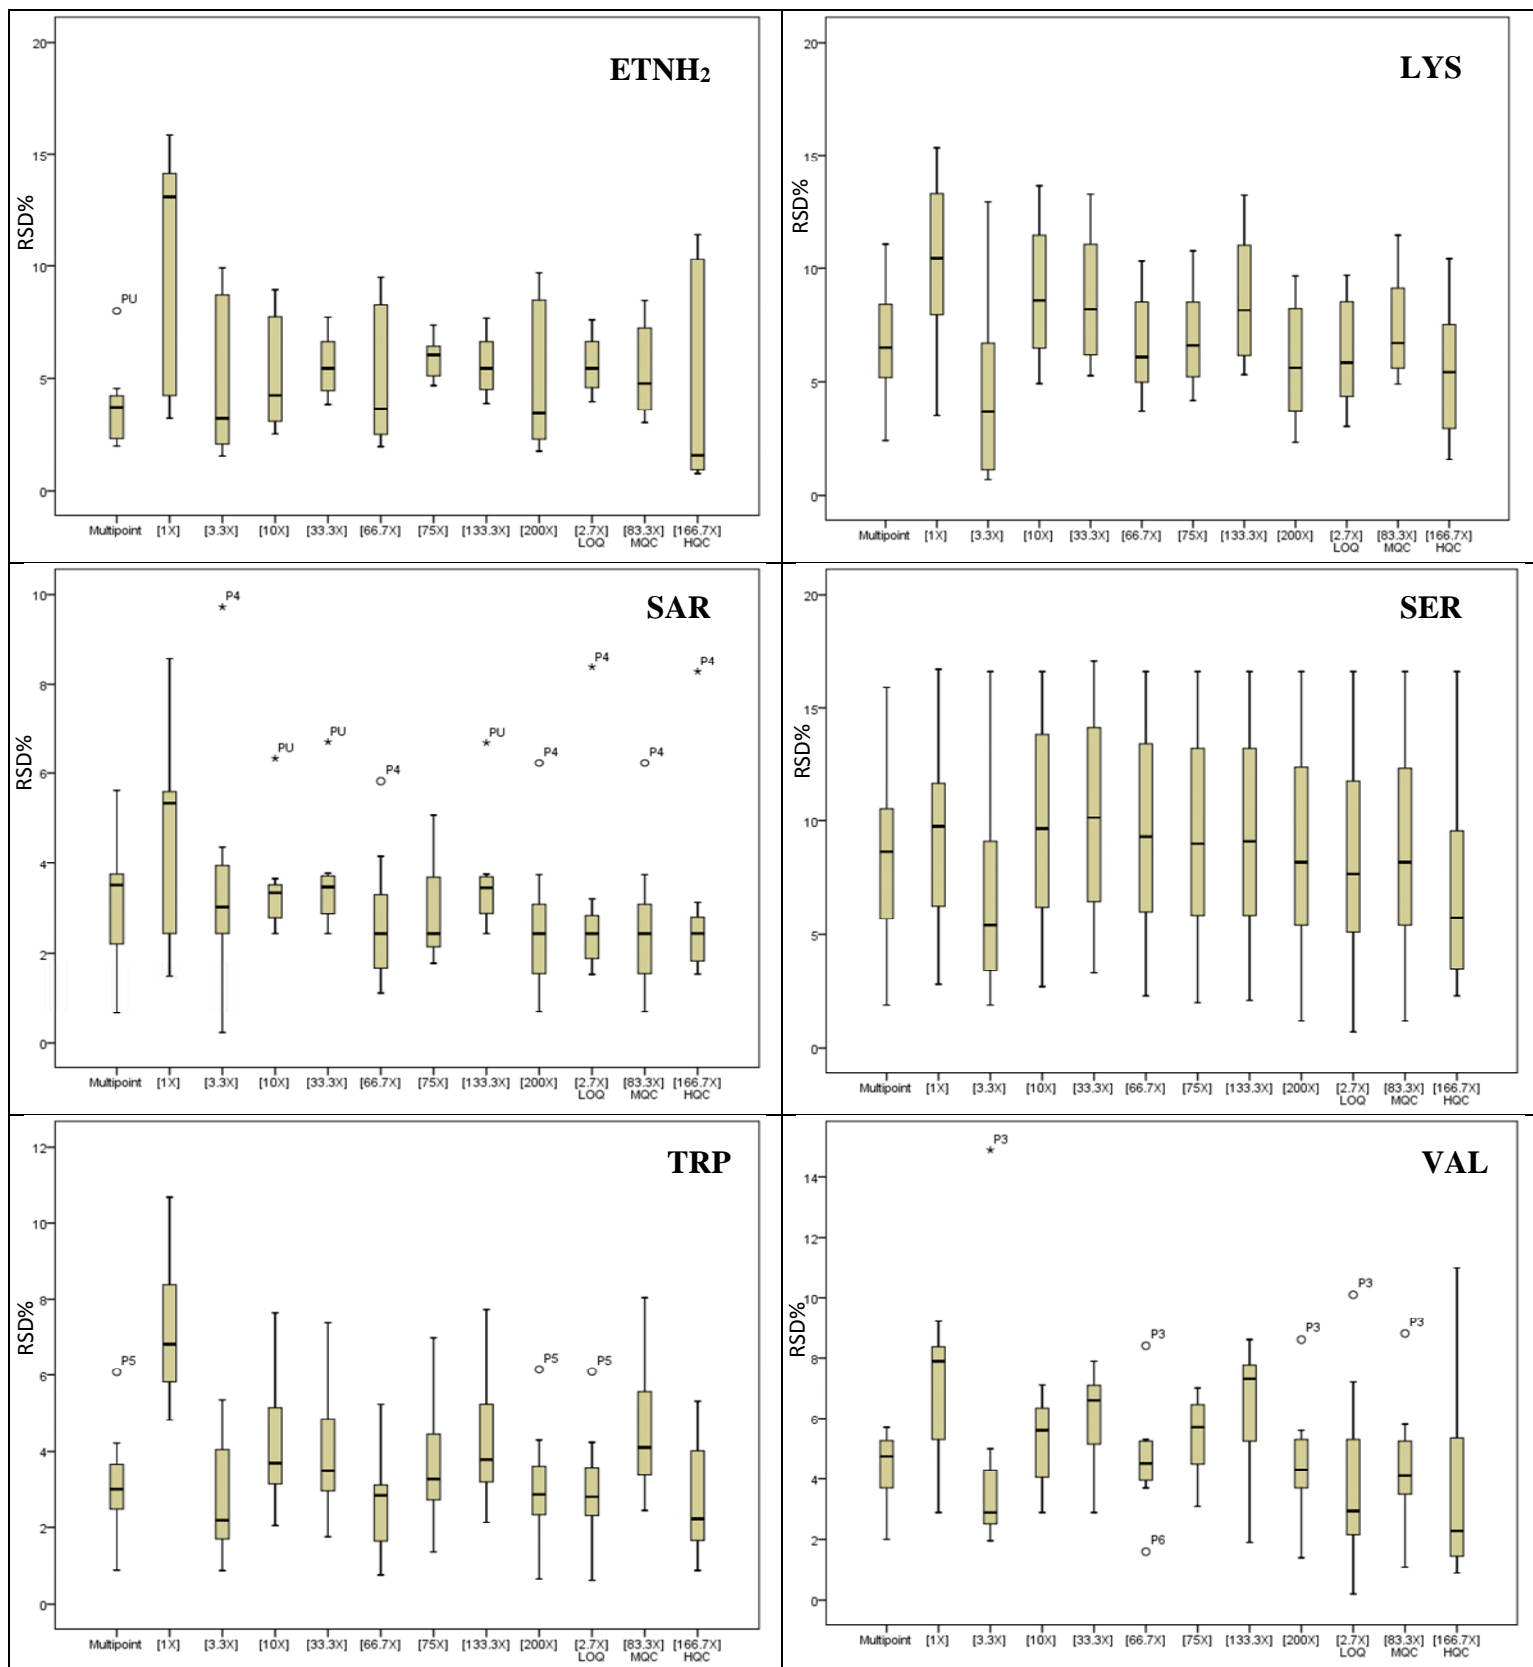 ETNH₂
20
15
10
5
0
RSD%
PU
Multipoint [1X] [3.3X] [10X] [33.3X] [66.7X] [75X] [133.3X] [200X] [2.7X] [83.3X] [166.7X]
LOQ MQC HQC
LYS
20
15
10
5
0
RSD%
Multipoint [1X] [3.3X] [10X] [33.3X] [66.7X] [75X] [133.3X] [200X] [2.7X] [83.3X] [166.7X]
LOQ MQC HQC
SAR
10
8
6
4
2
0
RSD%
P4
PU
PU
P4
PU
P4
P4
P4
P4
Multipoint [1X] [3.3X] [10X] [33.3X] [66.7X] [75X] [133.3X] [200X] [2.7X] [83.3X] [166.7X]
LOQ MQC HQC
SER
20
15
10
5
0
RSD%
Multipoint [1X] [3.3X] [10X] [33.3X] [66.7X] [75X] [133.3X] [200X] [2.7X] [83.3X] [166.7X]
LOQ MQC HQC
TRP
12
10
8
6
4
2
0
RSD%
P5
P5
P5
Multipoint [1X] [3.3X] [10X] [33.3X] [66.7X] [75X] [133.3X] [200X] [2.7X] [83.3X] [166.7X]
LOQ MQC HQC
VAL
14
12
10
8
6
4
2
0
RSD%
P3
P3
P6
P3
P3
P3
Multipoint [1X] [3.3X] [10X] [33.3X] [66.7X] [75X] [133.3X] [200X] [2.7X] [83.3X] [166.7X]
LOQ MQC HQC